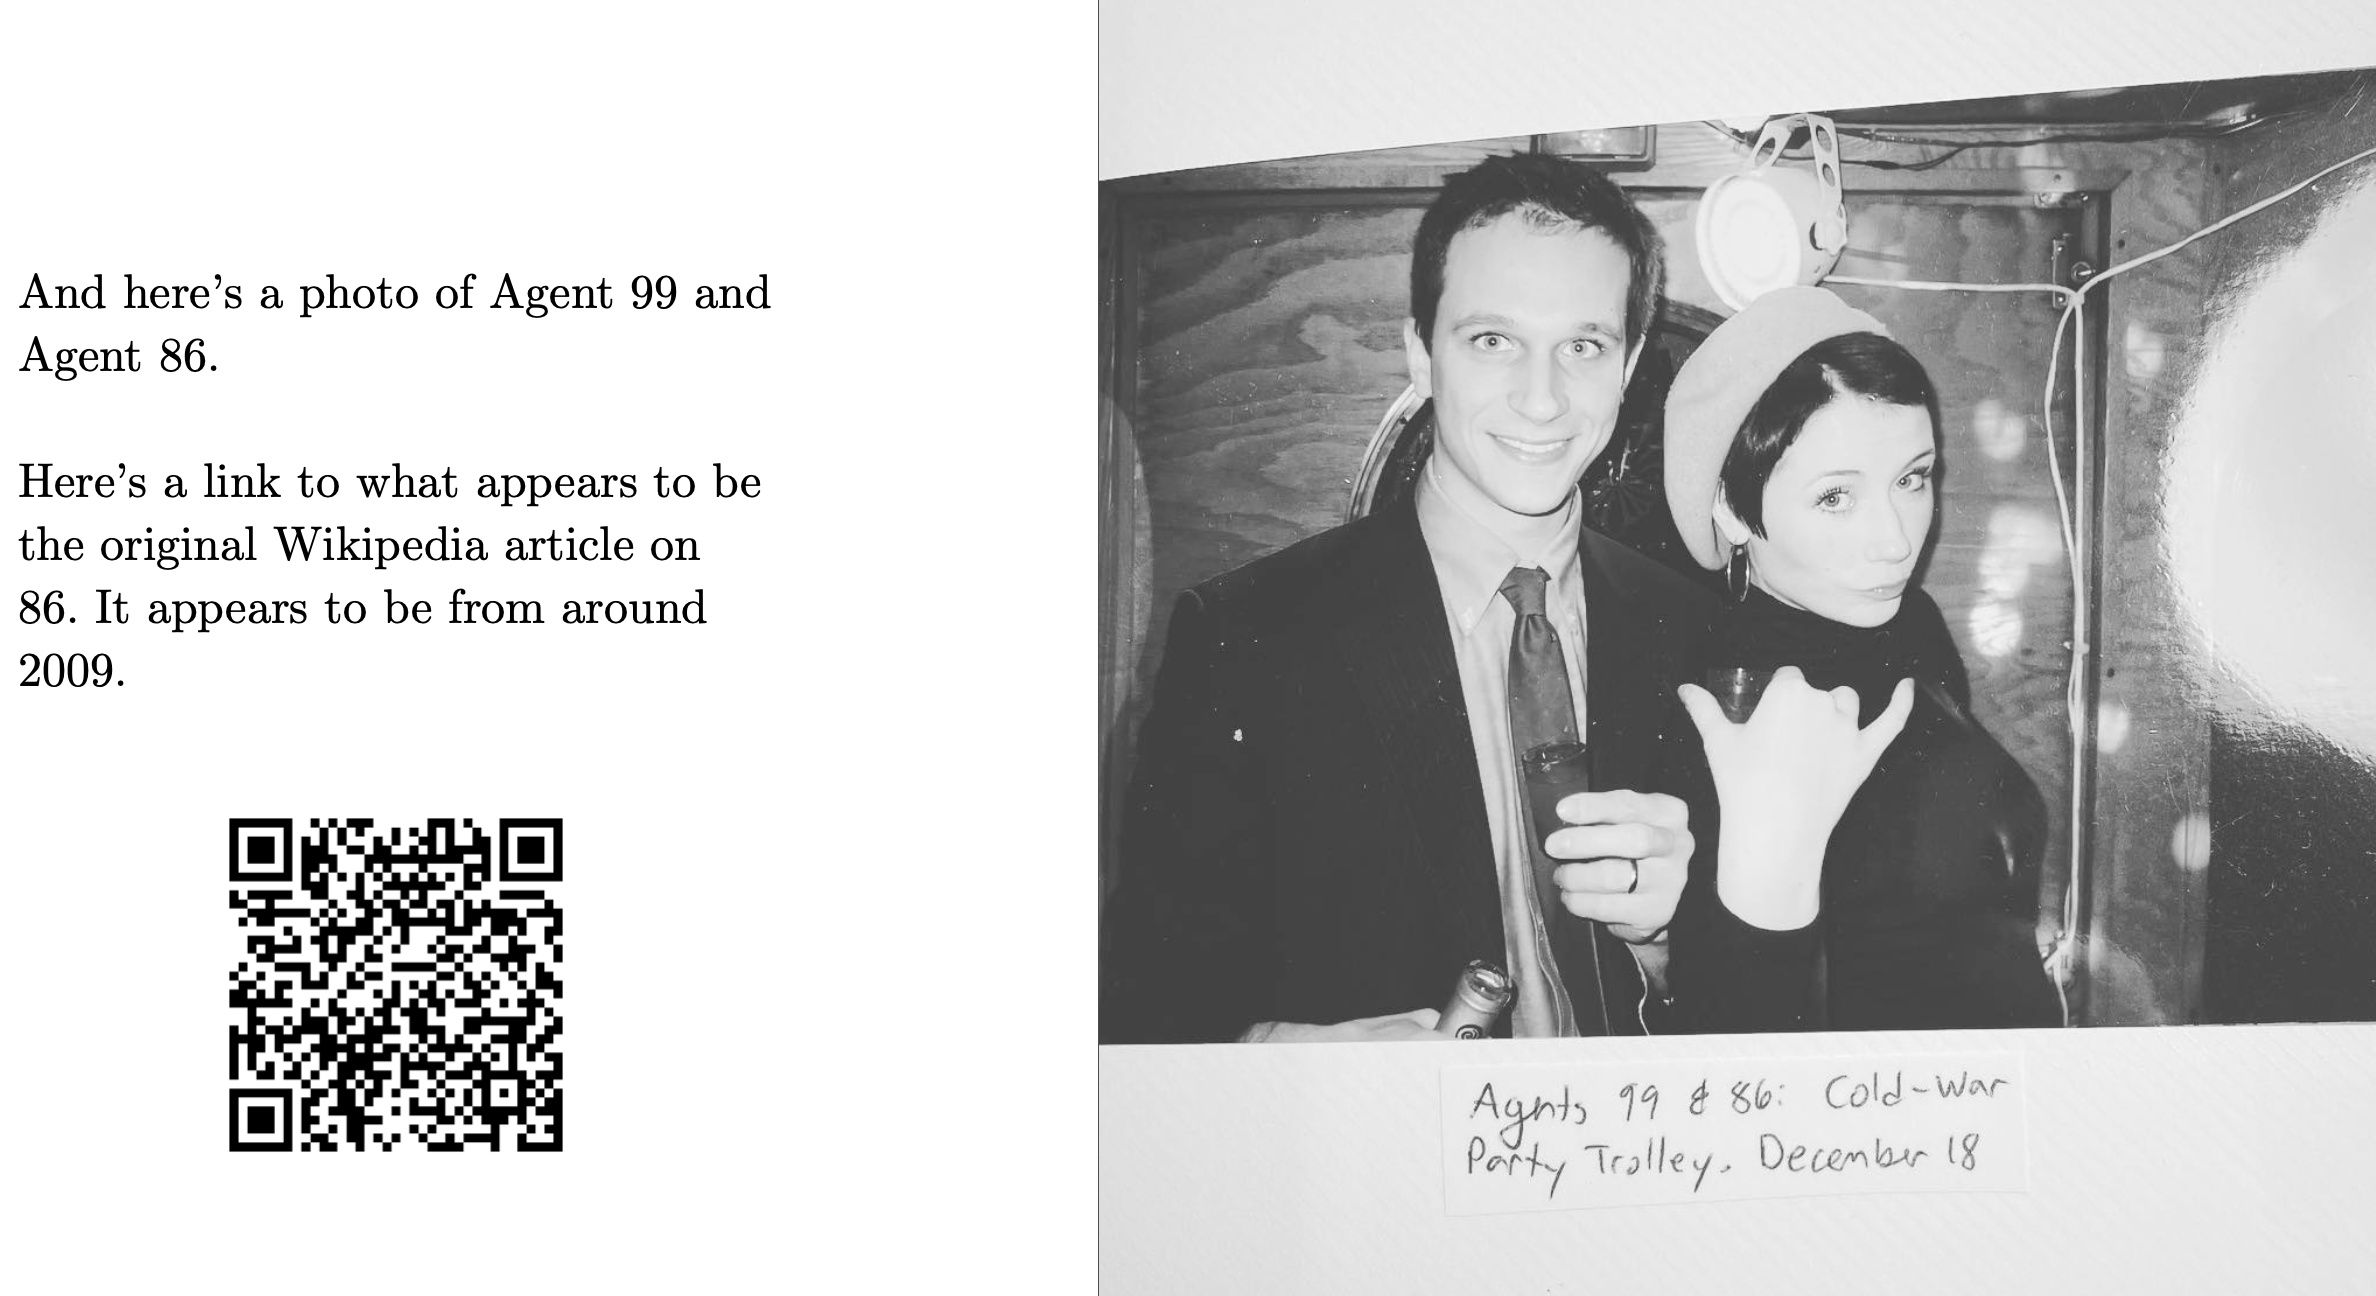 And here's a photo of Agent 99 and
Agent 86.
Here's a link to what appears to be
the original Wikipedia article on
86. It appears to be from around
2009.
Agnts 99 & 86: Cold-War
Party Trolley. December 18